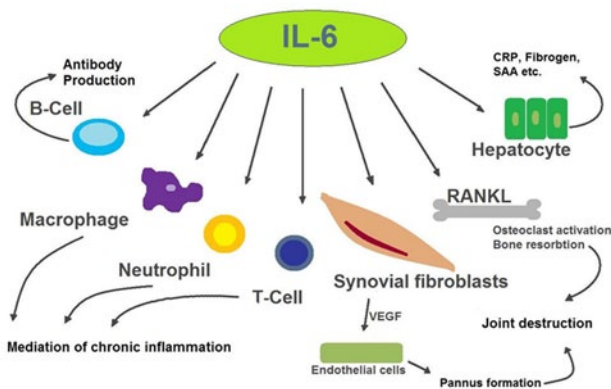 IL-6
Antibody
Production
B-Cell
CRP, Fibrogen,
SAA etc.
Hepatocyte
Macrophage
Neutrophil
T-Cell
Synovial fibroblasts
RANKL
Osteoclast activation
Bone resorbtion
VEGF
Joint destruction
Mediation of chronic inflammation
Endothelial cells
Pannus formation